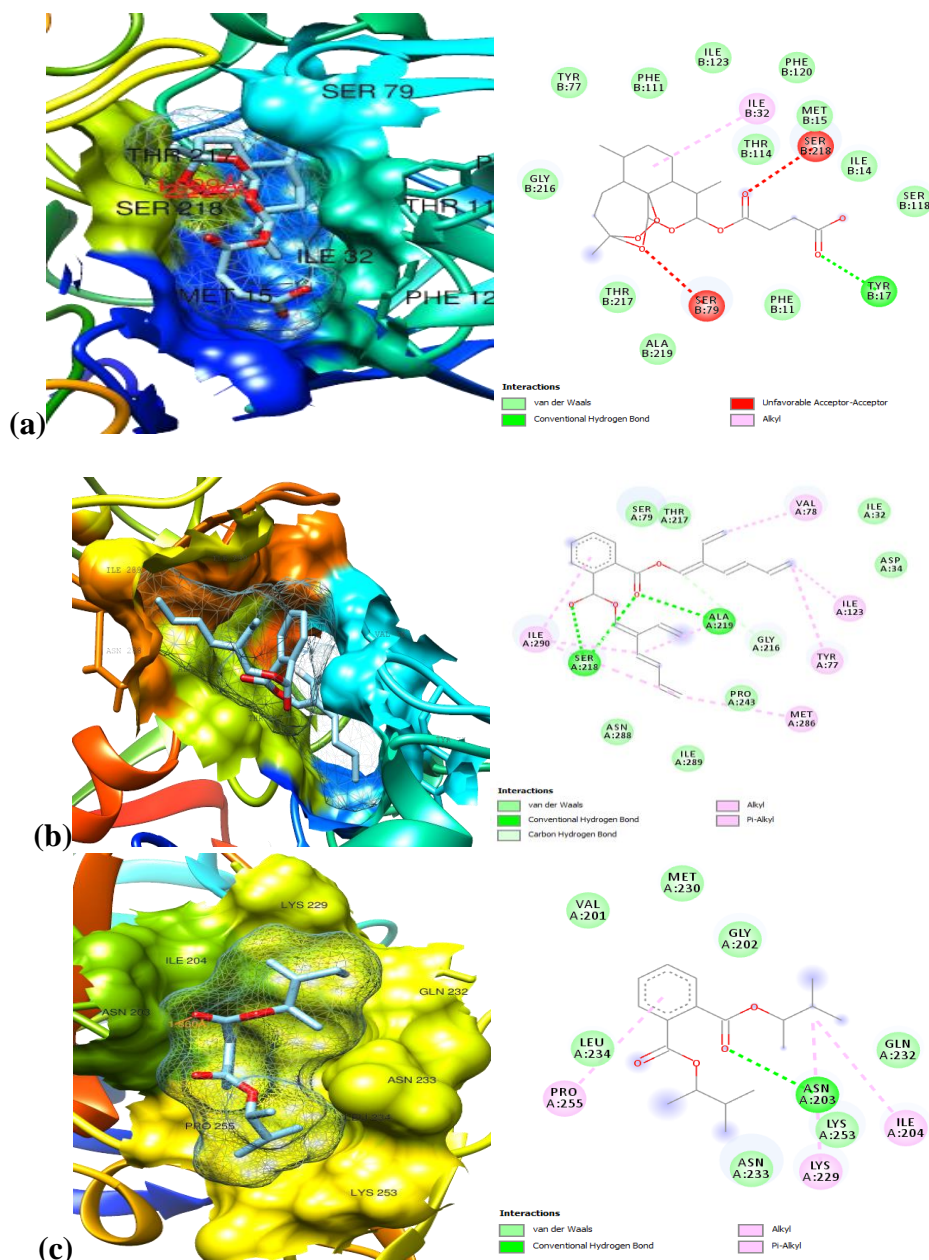 SER 79
THR 217
SER 218
THR 11
ILE 32
MET 15
PHE 12
(a)
ILE
B:123
TYR
B:77
PHE
B:111
PHE
B:120
ILE
B:32
MET
B:15
THR
B:114
SER
B:218
ILE
B:14
GLY
B:216
SER
B:118
THR
B:217
SER
B:79
PHE
B:11
TYR
B:17
ALA
B:219
Interactions
van der Waals
Conventional Hydrogen Bond
Unfavorable Acceptor-Acceptor
Alkyl
ILE 289
(b)
SER
A:79
THR
A:217
VAL
A:78
ILE
A:32
ASP
A:34
ILE
A:123
ALA
A:219
GLY
A:216
ILE
A:290
SER
A:218
TYR
A:77
PRO
A:243
MET
A:286
ASN
A:288
ILE
A:289
Interactions
van der Waals
Conventional Hydrogen Bond
Carbon Hydrogen Bond
Alkyl
Pi-Alkyl
LYS 229
ILE 204
GLN 232
ASN 203
ASN 233
PRO 255
LYS 253
(c)
MET
A:230
VAL
A:201
GLY
A:202
LEU
A:234
GLN
A:232
PRO
A:255
ASN
A:203
LYS
A:253
ILE
A:204
ASN
A:233
LYS
A:229
Interactions
van der Waals
Conventional Hydrogen Bond
Alkyl
Pi-Alkyl